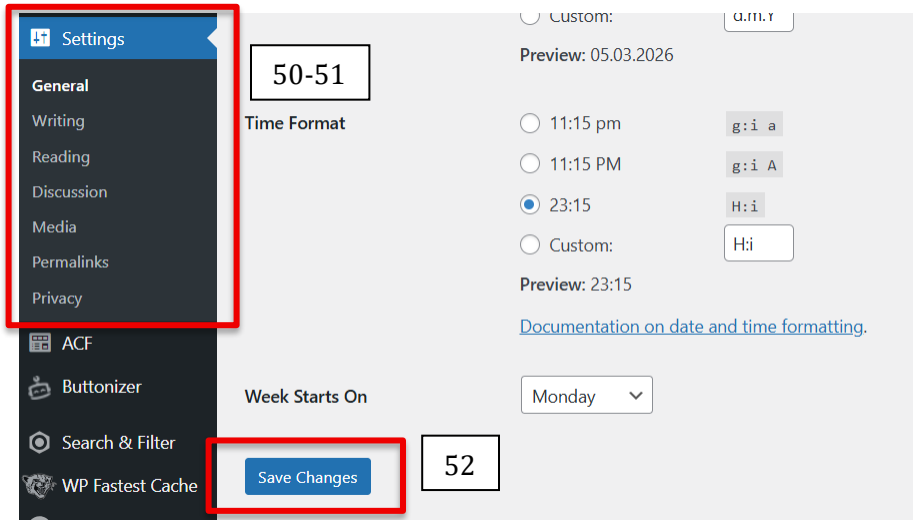 Settings
General
Writing
Reading
Discussion
Media
Permalinks
Privacy
ACF
Buttonizer
Search & Filter
WP Fastest Cache
50-51
Custom: d.m.Y
Preview: 05.03.2026
Time Format
11:15 pm g:i a
11:15 PM g:i A
23:15 H:i
Custom: H:i
Preview: 23:15
Documentation on date and time formatting.
Week Starts On Monday
Save Changes
52